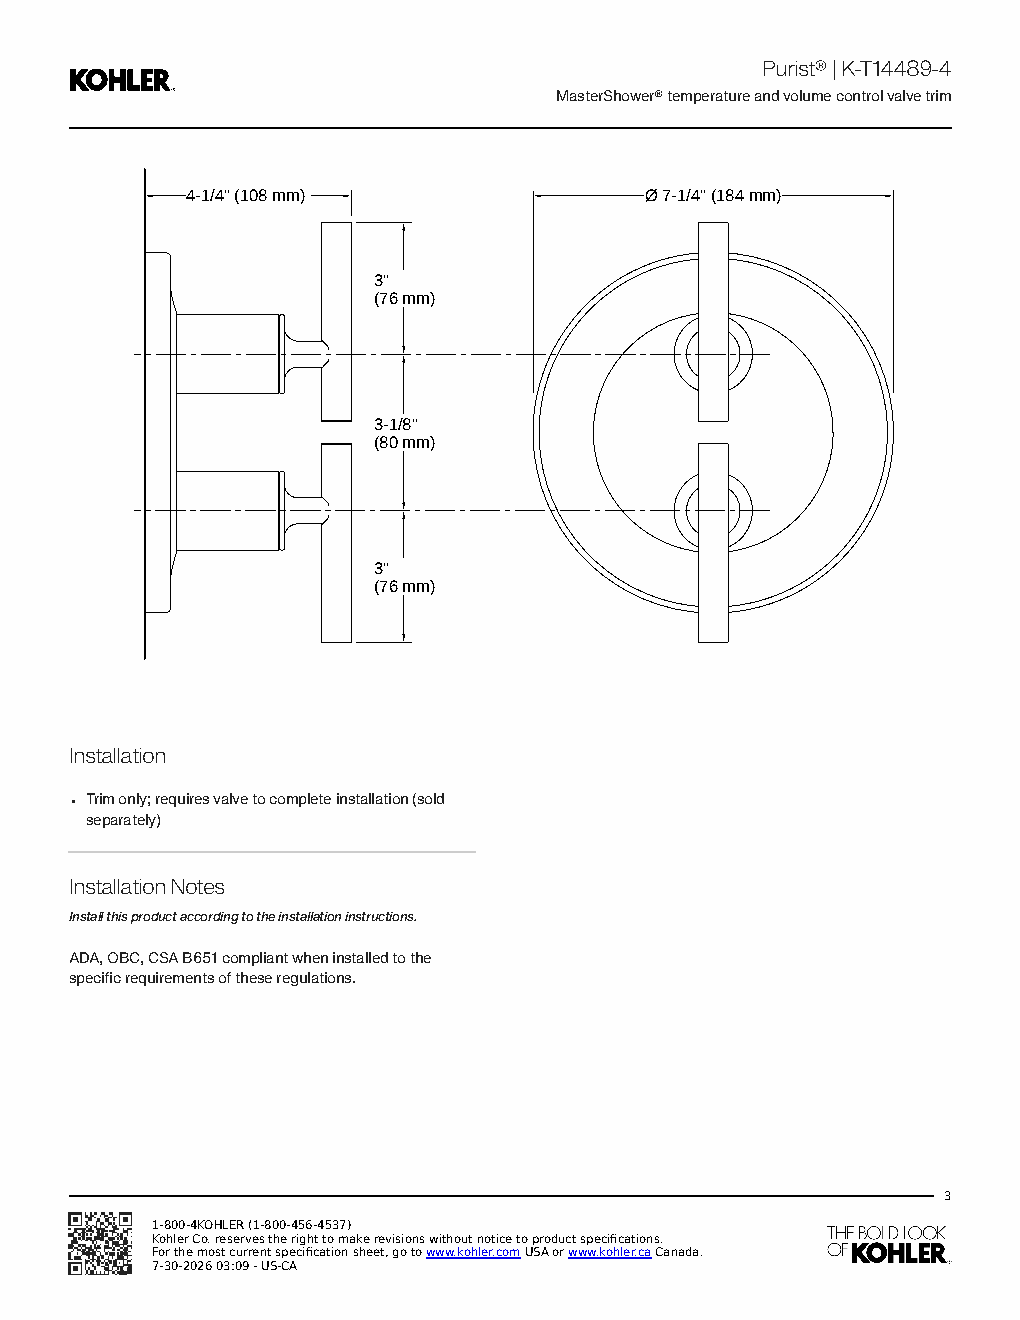 KOHLER®
Purist® | K-T14489-4
MasterShower® temperature and volume control valve trim
4-1/4" (108 mm)
Ø 7-1/4" (184 mm)
3"
(76 mm)
3-1/8"
(80 mm)
3"
(76 mm)
Installation
• Trim only; requires valve to complete installation (sold
separately)
Installation Notes
Install this product according to the installation instructions.
ADA, OBC, CSA B651 compliant when installed to the
specific requirements of these regulations.
3
1-800-4KOHLER (1-800-456-4537)
Kohler Co. reserves the right to make revisions without notice to product specifications.
For the most current specification sheet, go to www.kohler.com USA or www.kohler.ca Canada.
7-30-2026 03:09 - US-CA
THE BOLD LOOK
OF KOHLER®